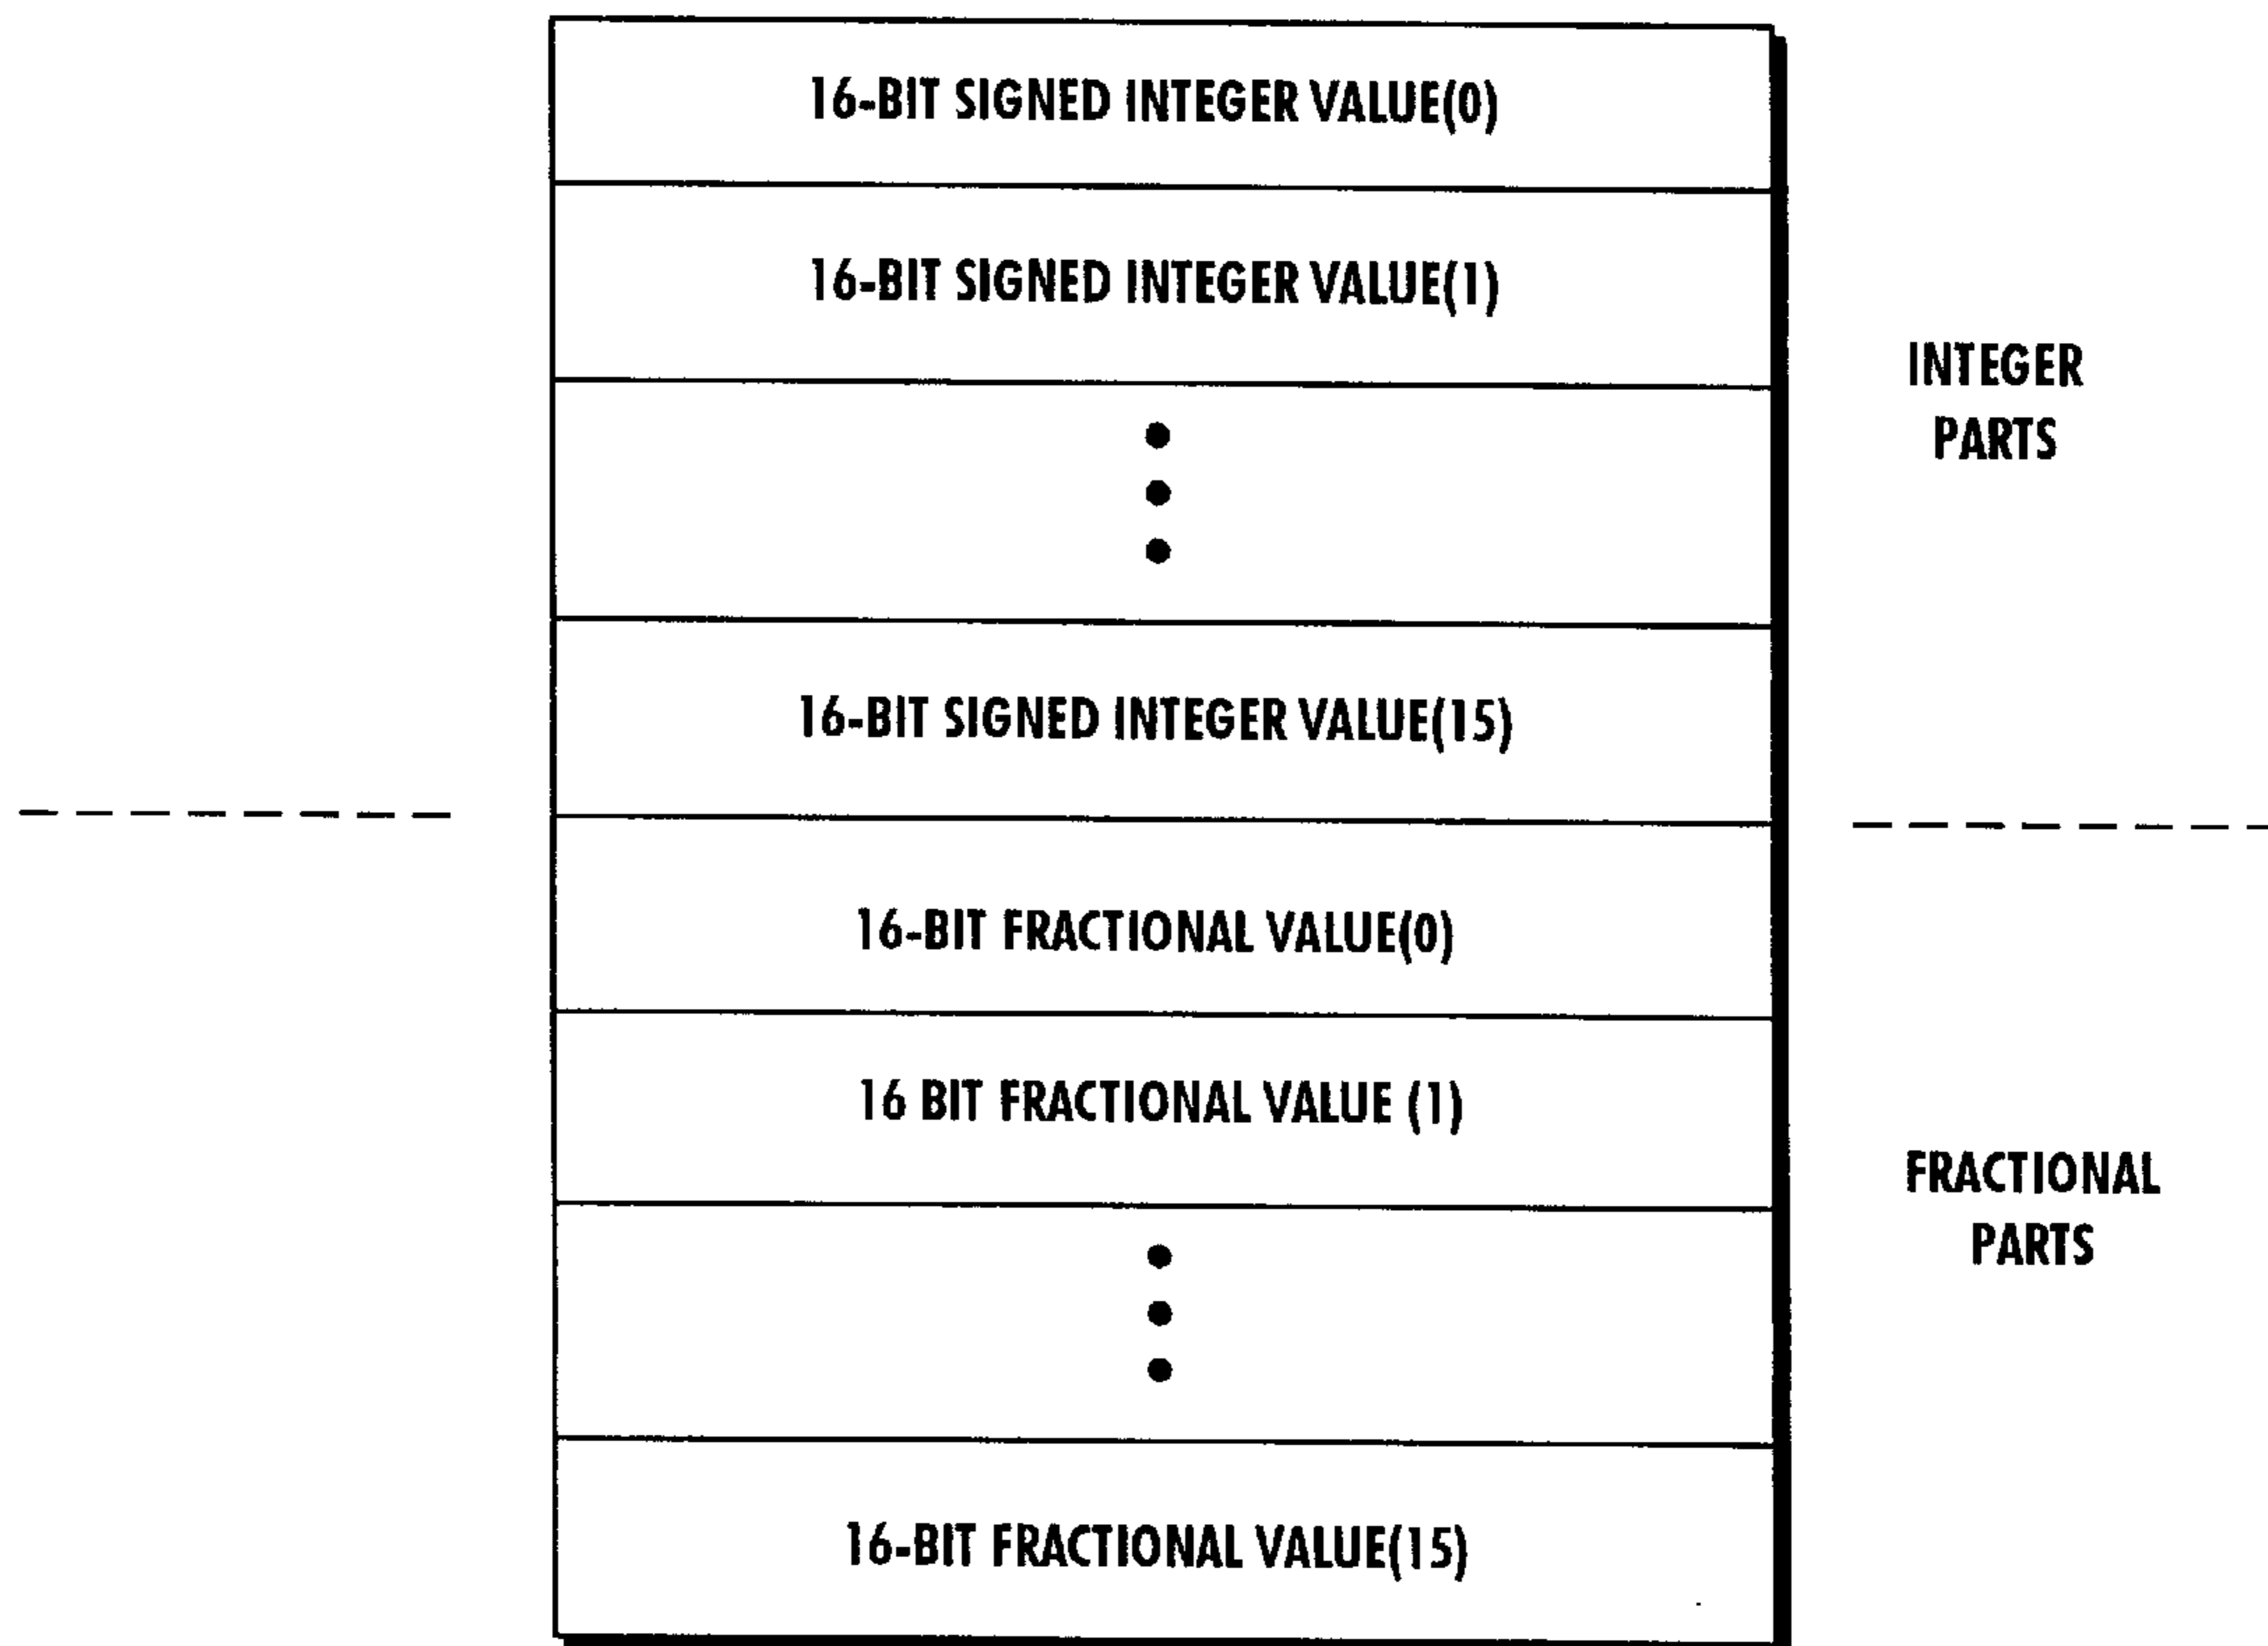 16-BIT SIGNED INTEGER VALUE(0)
16-BIT SIGNED INTEGER VALUE(1)
INTEGER
PARTS
16-BIT SIGNED INTEGER VALUE(15)
16-BIT FRACTIONAL VALUE(0)
16 BIT FRACTIONAL VALUE (1)
FRACTIONAL
PARTS
16-BIT FRACTIONAL VALUE(15)